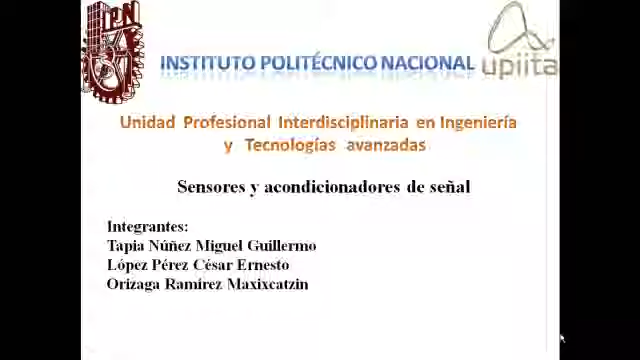 IPN
upiita
INSTITUTO POLITÉCNICO NACIONAL
Unidad Profesional Interdisciplinaria en Ingeniería
y Tecnologías avanzadas
Sensores y acondicionadores de señal
Integrantes:
Tapia Núñez Miguel Guillermo
López Pérez César Ernesto
Orizaga Ramírez Maxixcatzin